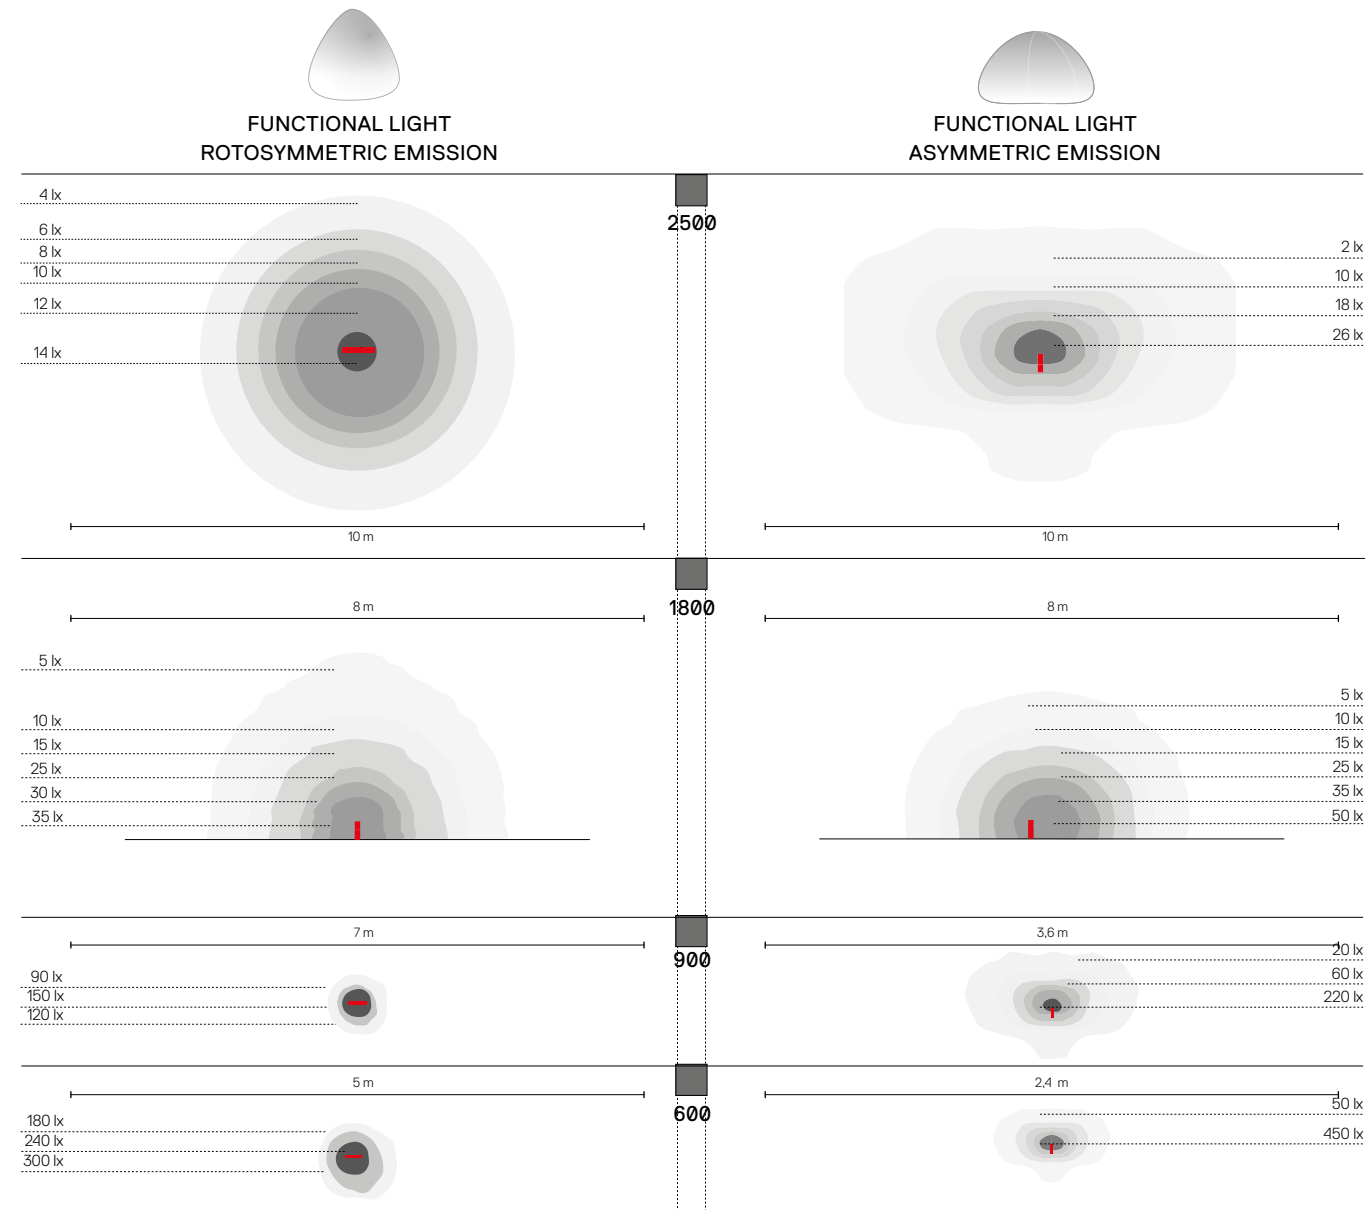 FUNCTIONAL LIGHT
ROTOSYMMETRIC EMISSION
FUNCTIONAL LIGHT
ASYMMETRIC EMISSION
2500
4 lx
6 lx
8 lx
10 lx
12 lx
14 lx
10 m
2 lx
10 lx
18 lx
26 lx
10 m
1800
8 m
5 lx
10 lx
15 lx
25 lx
30 lx
35 lx
8 m
5 lx
10 lx
15 lx
25 lx
35 lx
50 lx
900
7 m
90 lx
150 lx
120 lx
3,6 m
20 lx
60 lx
220 lx
600
5 m
180 lx
240 lx
300 lx
2,4 m
50 lx
450 lx